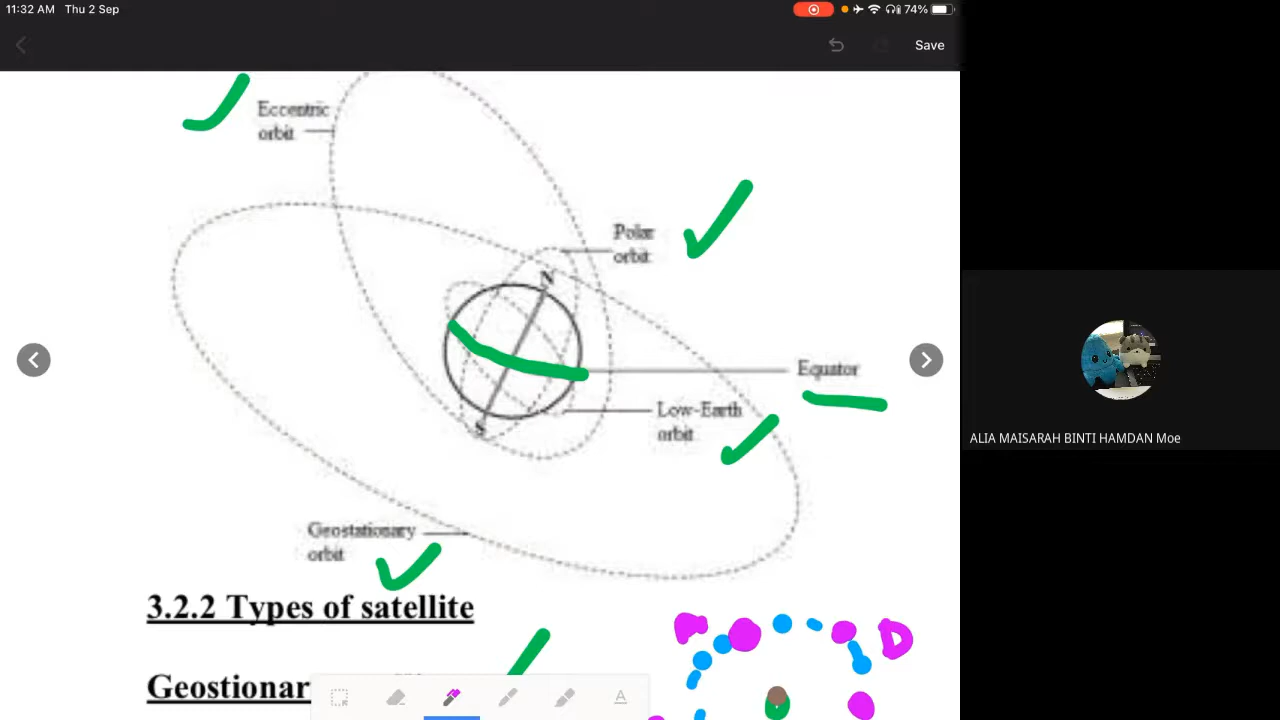 11:32 AM Thu 2 Sep
74%
Save
Eccentric
orbit
Polar
orbit
N
Equator
Low-Earth
orbit
S
Geostationary
orbit
3.2.2 Types of satellite
Geostionar
A
D
ALIA MAISARAH BINTI HAMDAN Moe